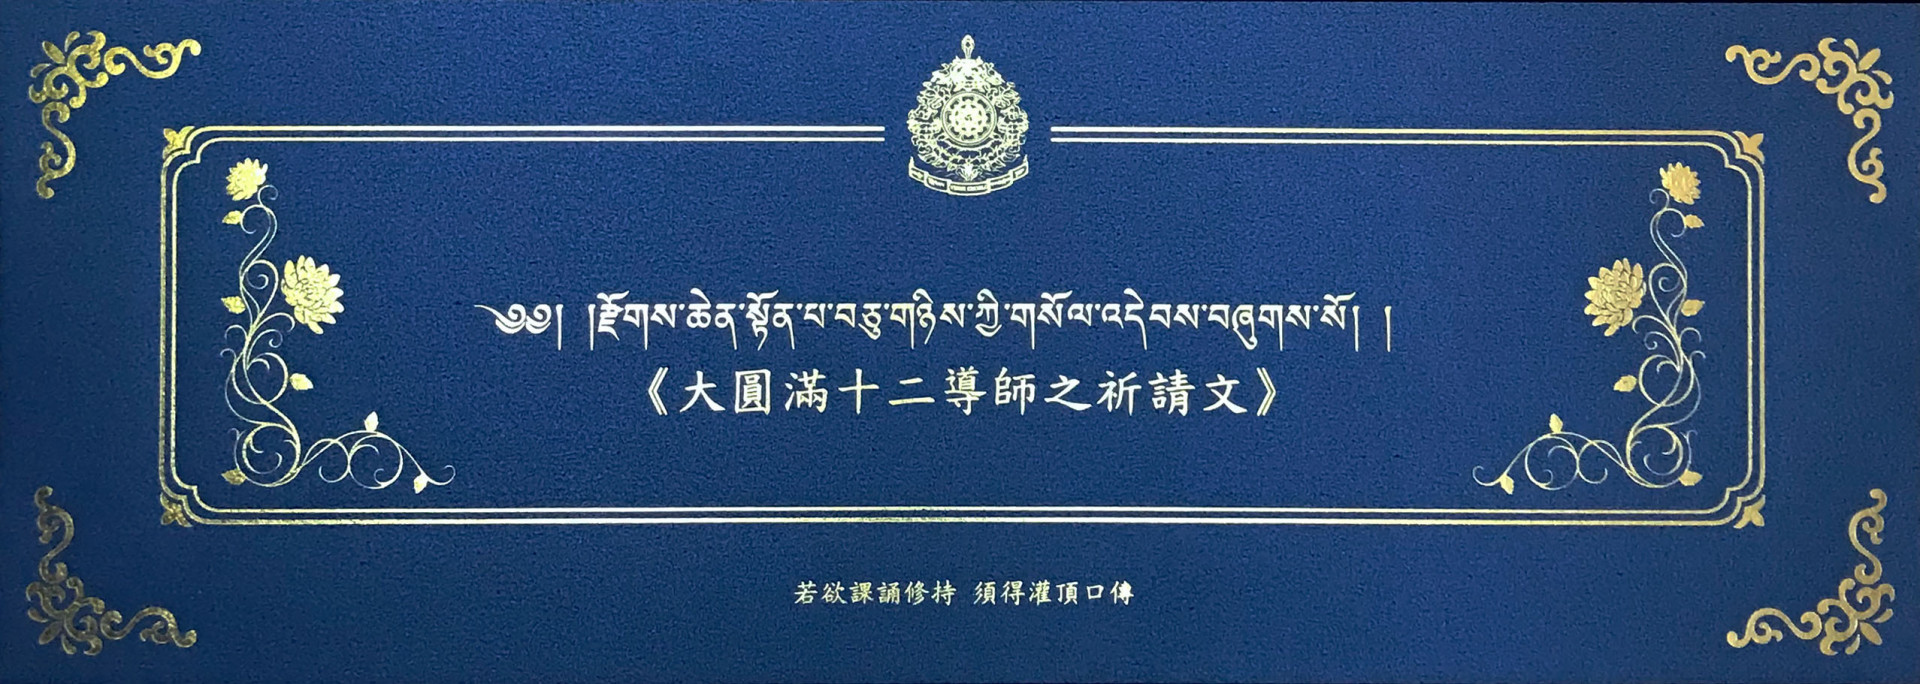 ༄༅། །རྫོགས་ཆེན་སྟོན་པ་བཅུ་གཉིས་ཀྱི་གསོལ་འདེབས་བཞུགས་སོ། །
《大圓滿十二導師之祈請文》
若欲課誦修持 須得灌頂口傳